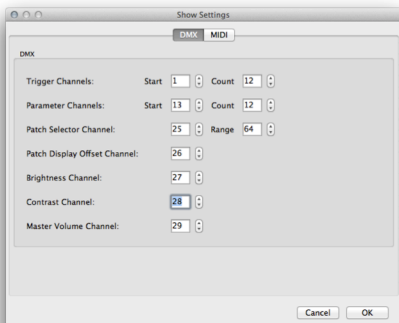 Show Settings
DMX MIDI
DMX
Trigger Channels: Start 1 Count 12
Parameter Channels: Start 13 Count 12
Patch Selector Channel: 25 Range 64
Patch Display Offset Channel: 26
Brightness Channel: 27
Contrast Channel: 28
Master Volume Channel: 29
Cancel OK